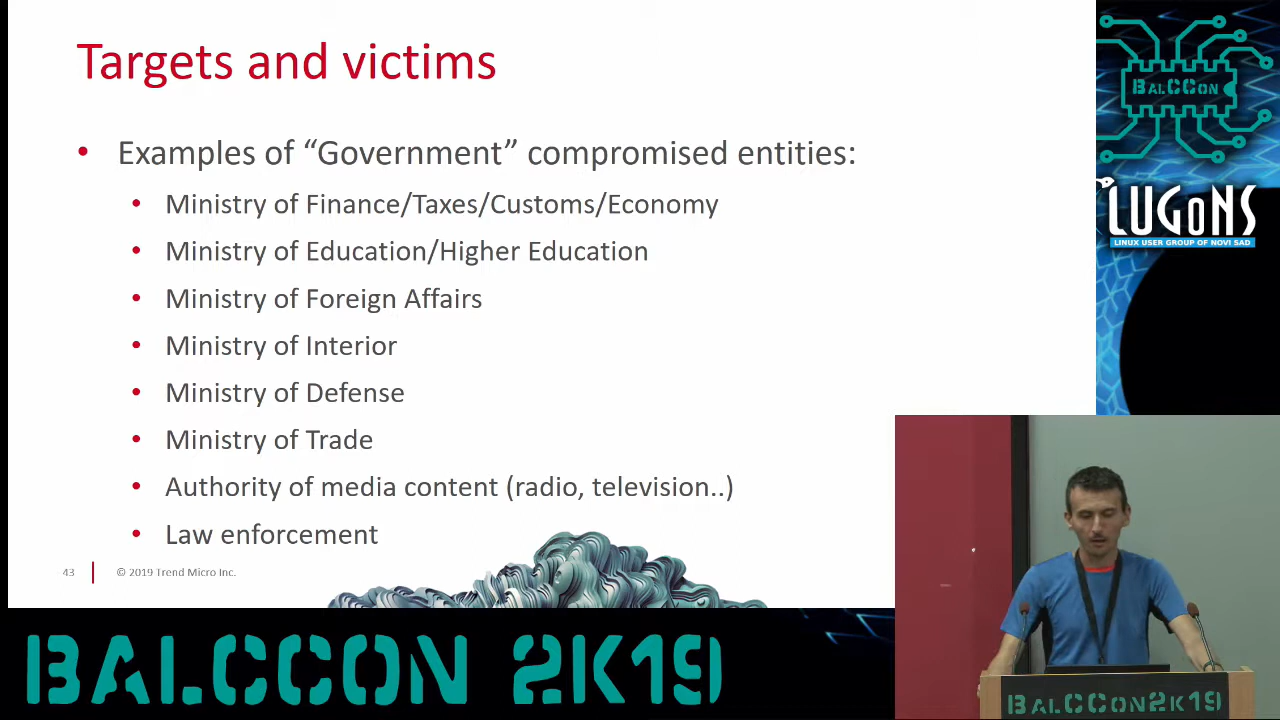 Targets and victims
• Examples of “Government” compromised entities:
• Ministry of Finance/Taxes/Customs/Economy
• Ministry of Education/Higher Education
• Ministry of Foreign Affairs
• Ministry of Interior
• Ministry of Defense
• Ministry of Trade
• Authority of media content (radio, television..)
• Law enforcement
43
© 2019 Trend Micro Inc.
BALCCON
LUGONS
LINUX USER GROUP OF NOVI SAD
BALCCON 2K19
BALCCON2K19